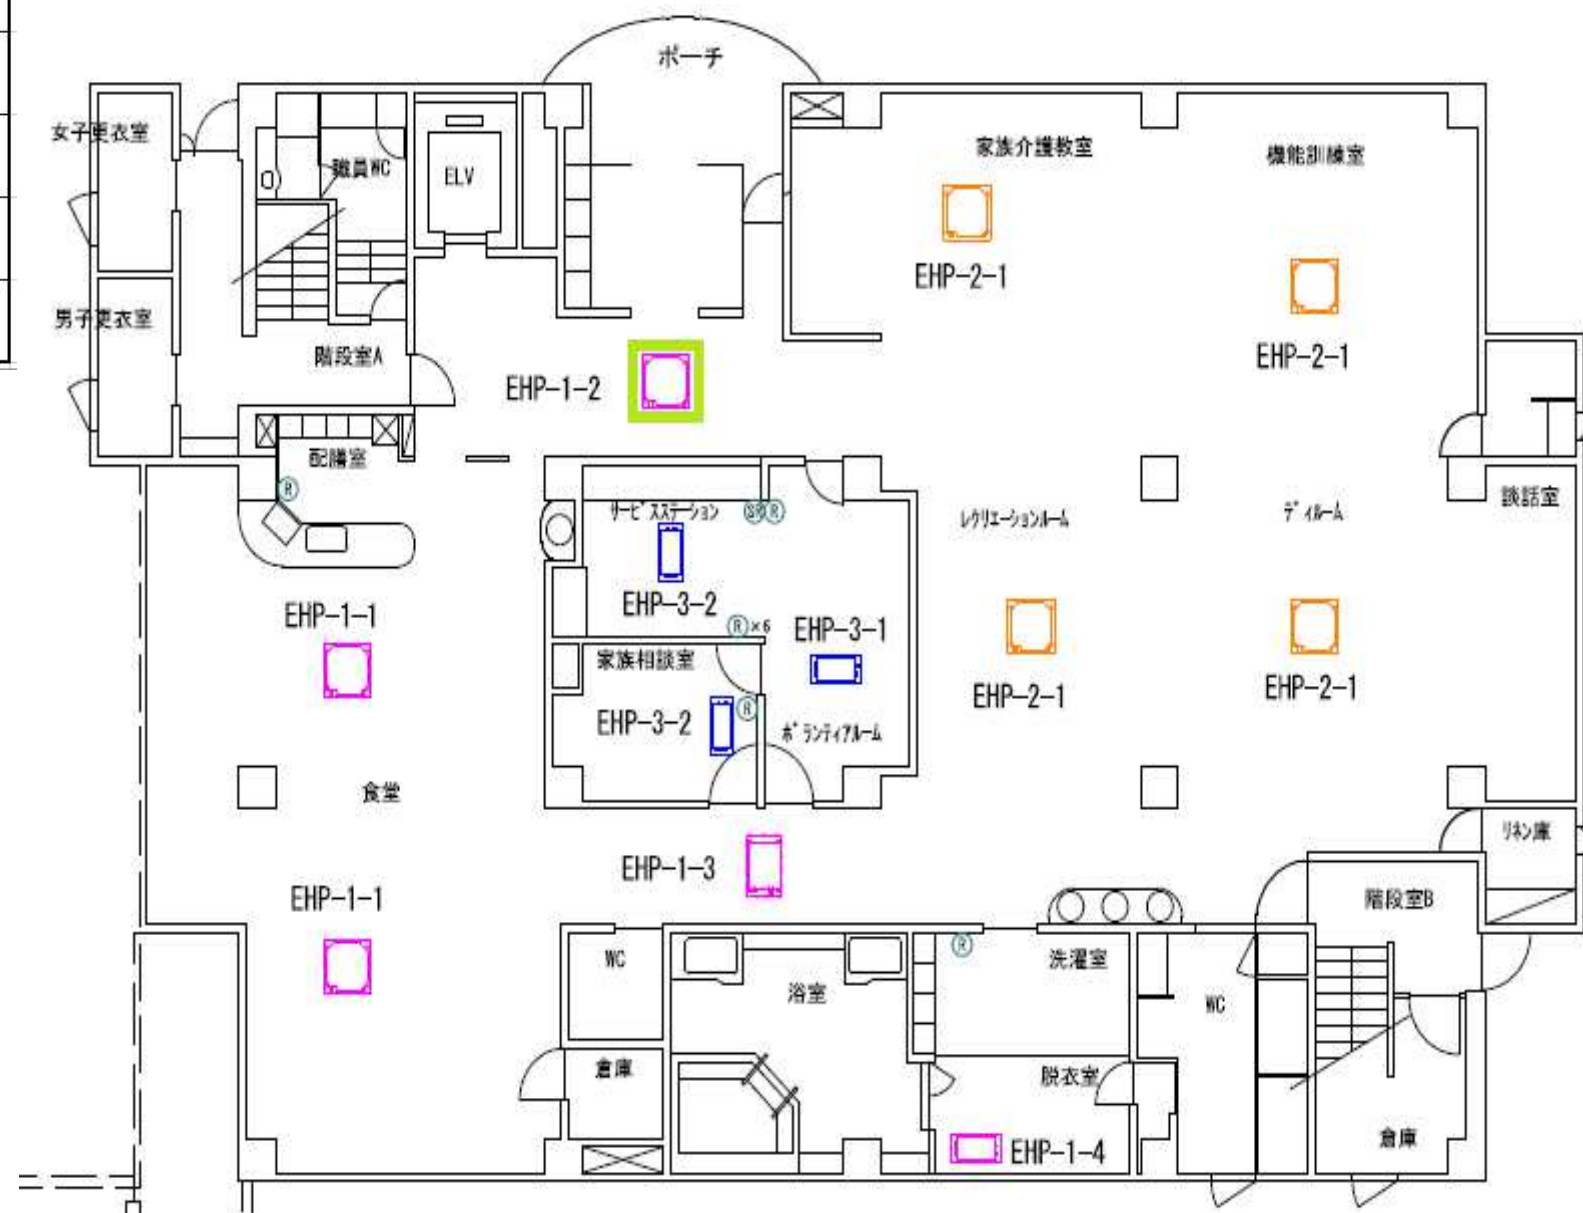 ポーチ
女子更衣室
職員WC
ELV
家族介護教室
機能訓練室
EHP-2-1
男子更衣室
階段室A
EHP-2-1
EHP-1-2
配膳室
R
サービスステーション
SR
R
レクリエーションルーム
ディルーム
談話室
EHP-1-1
EHP-3-2
R×6
EHP-3-1
家族相談室
EHP-2-1
EHP-2-1
EHP-3-2
R
ボランティアルーム
食堂
リネン庫
EHP-1-3
EHP-1-1
階段室B
WC
浴室
R
洗濯室
WC
倉庫
脱衣室
EHP-1-4
倉庫